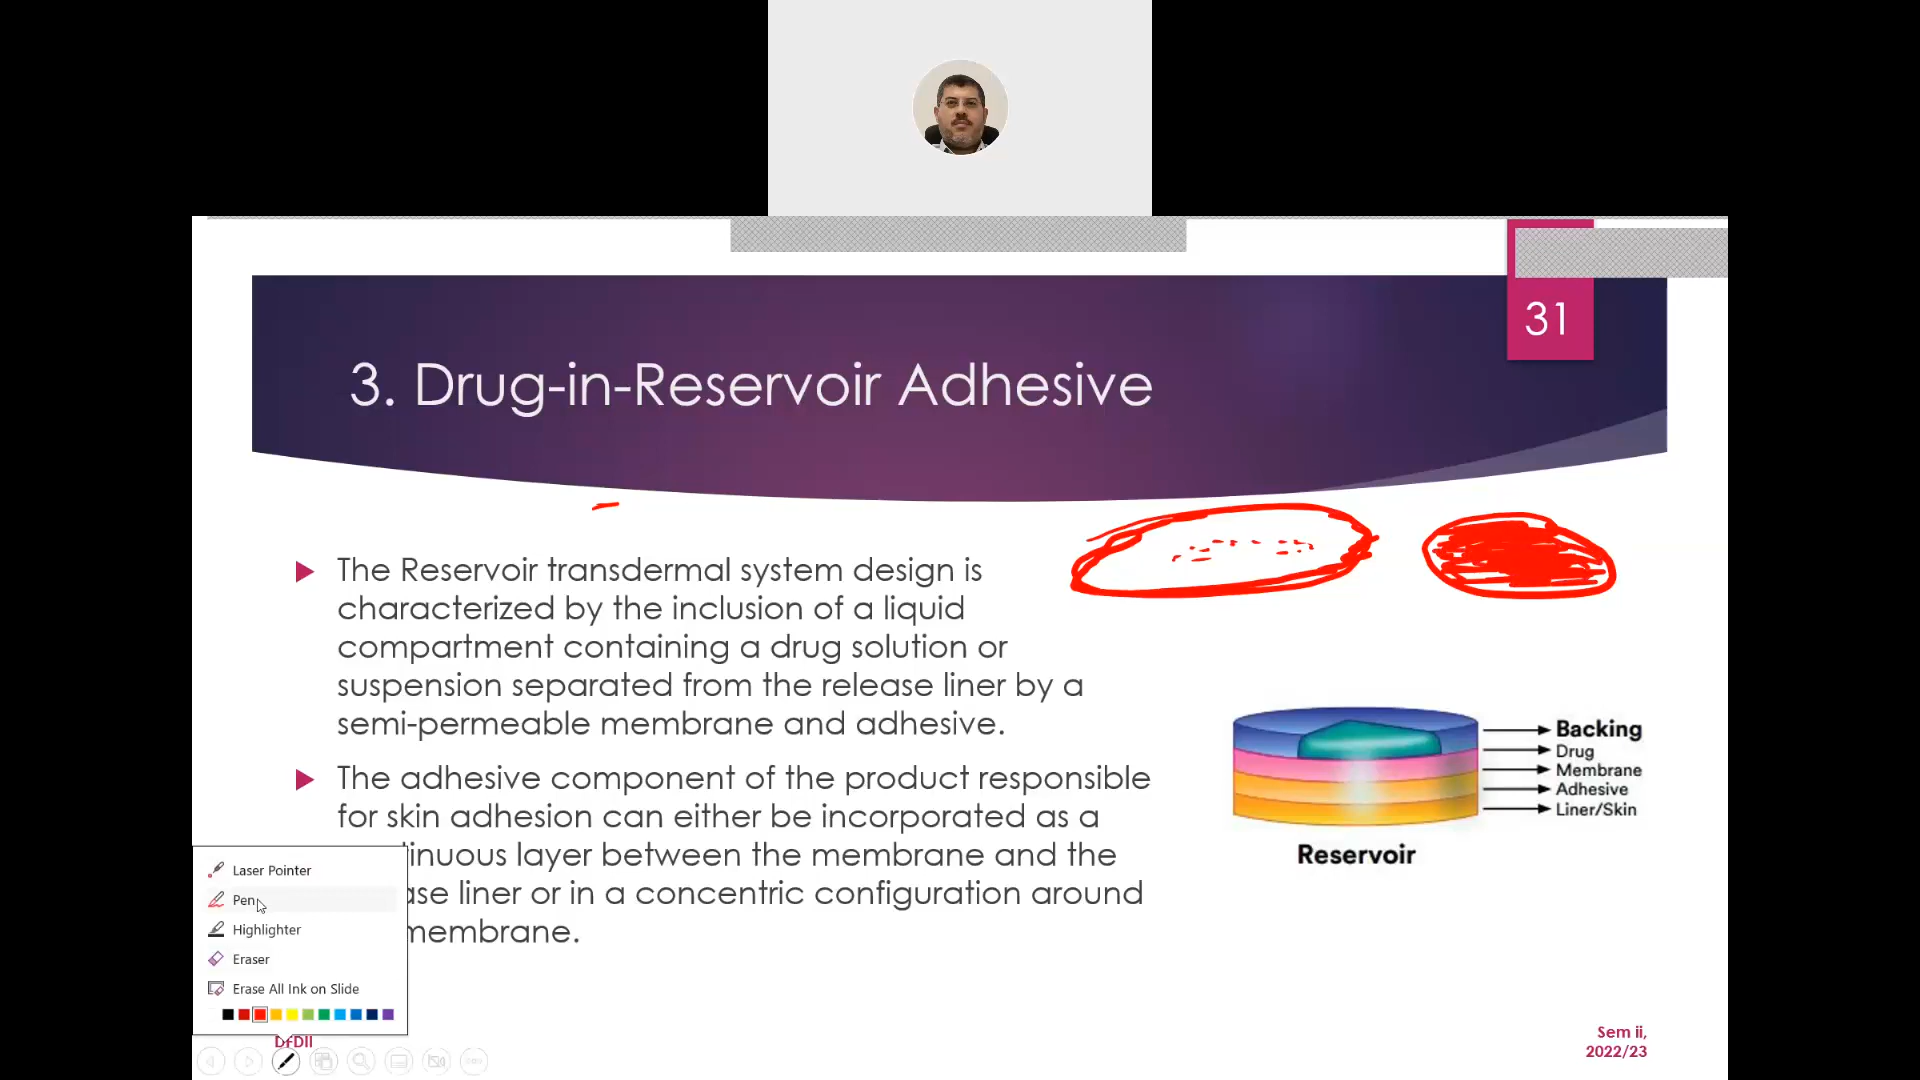 31
3. Drug-in-Reservoir Adhesive
The Reservoir transdermal system design is
characterized by the inclusion of a liquid
compartment containing a drug solution or
suspension separated from the release liner by a
semi-permeable membrane and adhesive.
The adhesive component of the product responsible
for skin adhesion can either be incorporated as a
tinuous layer between the membrane and the
ase liner or in a concentric configuration around
membrane.
Backing
Drug
Membrane
Adhesive
Liner/Skin
Reservoir
Laser Pointer
Pen
Highlighter
Eraser
Erase All Ink on Slide
DfDII
Sem ii,
2022/23